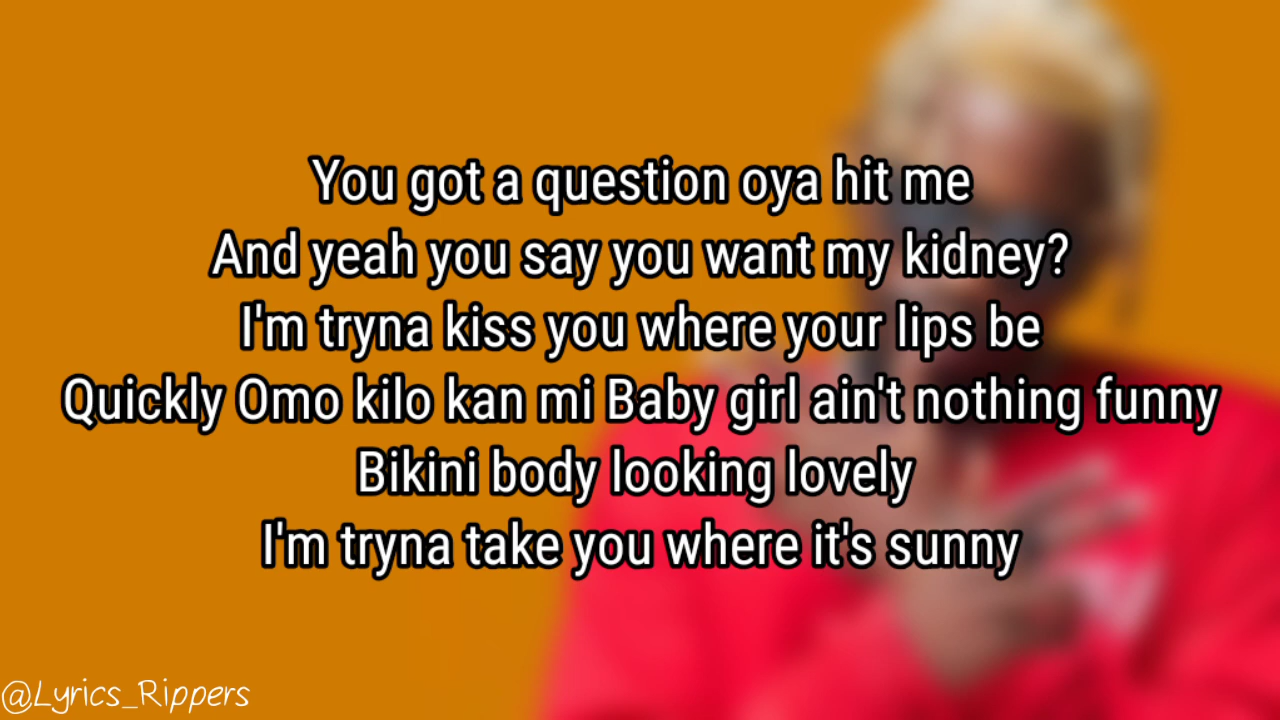 You got a question oya hit me
And yeah you say you want my kidney?
I'm tryna kiss you where your lips be
Quickly Omo kilo kan mi Baby girl ain't nothing funny
Bikini body looking lovely
I'm tryna take you where it's sunny
@Lyrics_Rippers